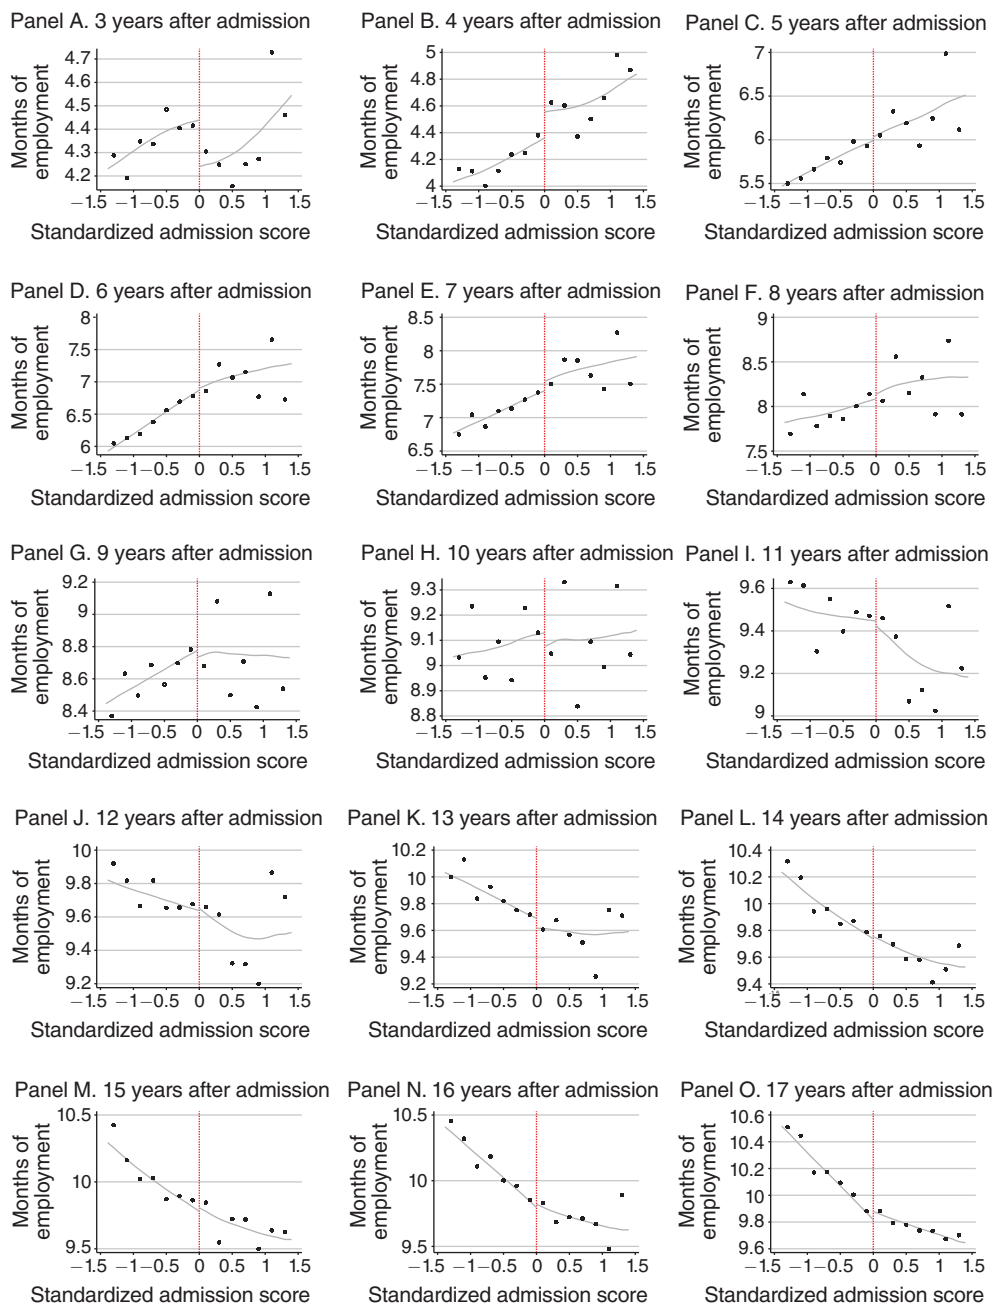 Panel A. 3 years after admission
Months of
employment
4.7
4.6
4.5
4.4
4.3
4.2
−1.5 −1 −0.5 0 0.5 1 1.5
Standardized admission score
Panel B. 4 years after admission
Months of
employment
5
4.8
4.6
4.4
4.2
4
−1.5 −1 −0.5 0 0.5 1 1.5
Standardized admission score
Panel C. 5 years after admission
Months of
employment
7
6.5
6
5.5
−1.5 −1 −0.5 0 0.5 1 1.5
Standardized admission score
Panel D. 6 years after admission
Months of
employment
8
7.5
7
6.5
6
−1.5 −1 −0.5 0 0.5 1 1.5
Standardized admission score
Panel E. 7 years after admission
Months of
employment
8.5
8
7.5
7
6.5
−1.5 −1 −0.5 0 0.5 1 1.5
Standardized admission score
Panel F. 8 years after admission
Months of
employment
9
8.5
8
7.5
−1.5 −1 −0.5 0 0.5 1 1.5
Standardized admission score
Panel G. 9 years after admission
Months of
employment
9.2
9
8.8
8.6
8.4
−1.5 −1 −0.5 0 0.5 1 1.5
Standardized admission score
Panel H. 10 years after admission
Months of
employment
9.3
9.2
9.1
9
8.9
8.8
−1.5 −1 −0.5 0 0.5 1 1.5
Standardized admission score
Panel I. 11 years after admission
Months of
employment
9.6
9.4
9.2
9
−1.5 −1 −0.5 0 0.5 1 1.5
Standardized admission score
Panel J. 12 years after admission
Months of
employment
10
9.8
9.6
9.4
9.2
−1.5 −1 −0.5 0 0.5 1 1.5
Standardized admission score
Panel K. 13 years after admission
Months of
employment
10.2
10
9.8
9.6
9.4
9.2
−1.5 −1 −0.5 0 0.5 1 1.5
Standardized admission score
Panel L. 14 years after admission
Months of
employment
10.4
10.2
10
9.8
9.6
9.4
−1.5 −1 −0.5 0 0.5 1 1.5
Standardized admission score
Panel M. 15 years after admission
Months of
employment
10.5
10
9.5
−1.5 −1 −0.5 0 0.5 1 1.5
Standardized admission score
Panel N. 16 years after admission
Months of
employment
10.5
10
9.5
−1.5 −1 −0.5 0 0.5 1 1.5
Standardized admission score
Panel O. 17 years after admission
Months of
employment
10.6
10.4
10.2
10
9.8
9.6
−1.5 −1 −0.5 0 0.5 1 1.5
Standardized admission score